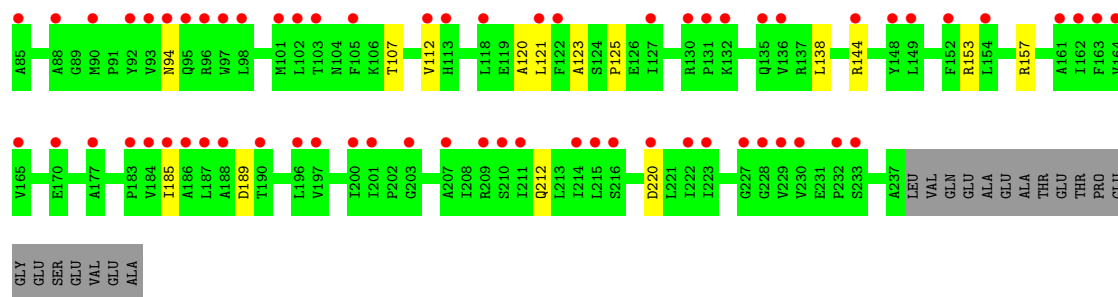 A85 A88 G89 M90 P91 Y92 V93 N94 Q95 R96 W97 L98 M101 L102 T103 N104 F105 K106 T107 V112 H113 L118 E119 A120 L121 F122 A123 S124 P125 E126 I127 R130 P131 K132 Q135 V136 R137 L138 R144 Y148 L149 F152 R153 L154 R157 A161 I162 F163 V164
V165 E170 A177 P183 V184 I185 A186 L187 A188 D189 T190 L196 V197 I200 I201 P202 G203 A207 I208 R209 S210 I211 Q212 L213 I214 L215 S216 D220 L221 I222 I223 G227 G228 V229 V230 E231 P232 S233 A237 LEU VAL GLN GLU ALA GLU ALA THR GLU THR PRO GLU
GLY GLU SER GLU VAL GLU ALA